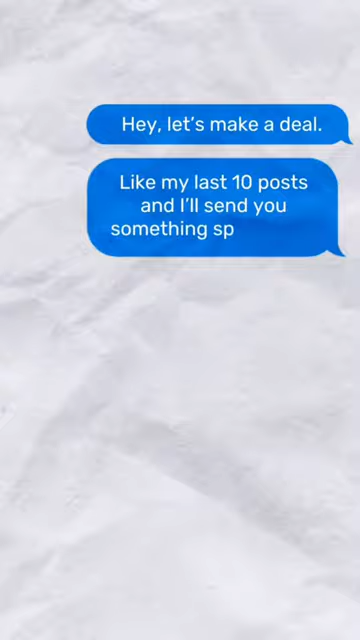 Hey, let’s make a deal.
Like my last 10 posts
and I’ll send you
something sp